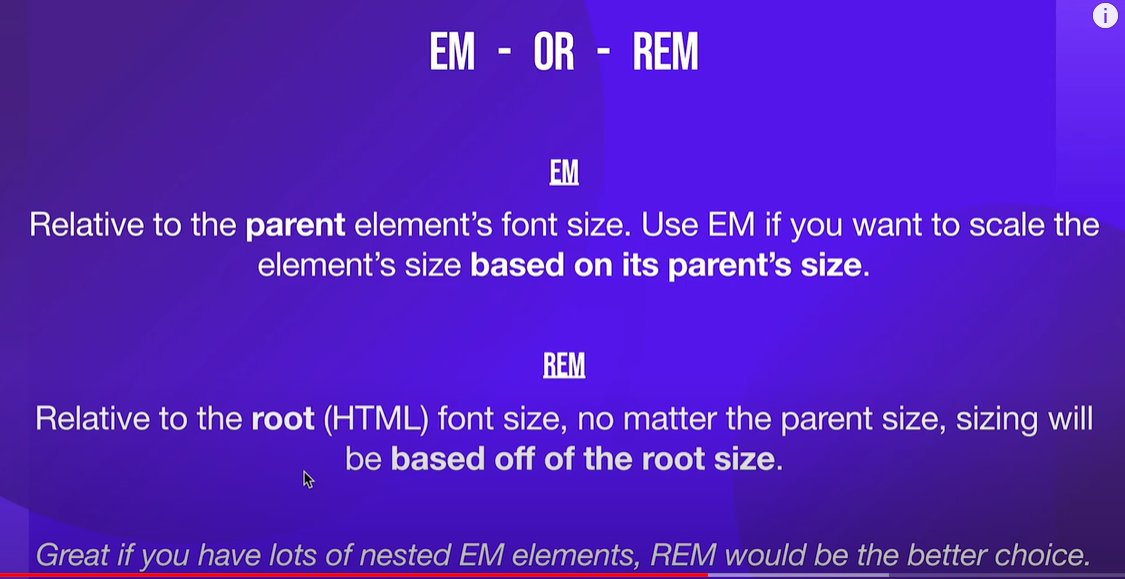 EM - OR - REM
EM
Relative to the parent element's font size. Use EM if you want to scale the
element's size based on its parent's size.
REM
Relative to the root (HTML) font size, no matter the parent size, sizing will
be based off of the root size.
Great if you have lots of nested EM elements, REM would be the better choice.